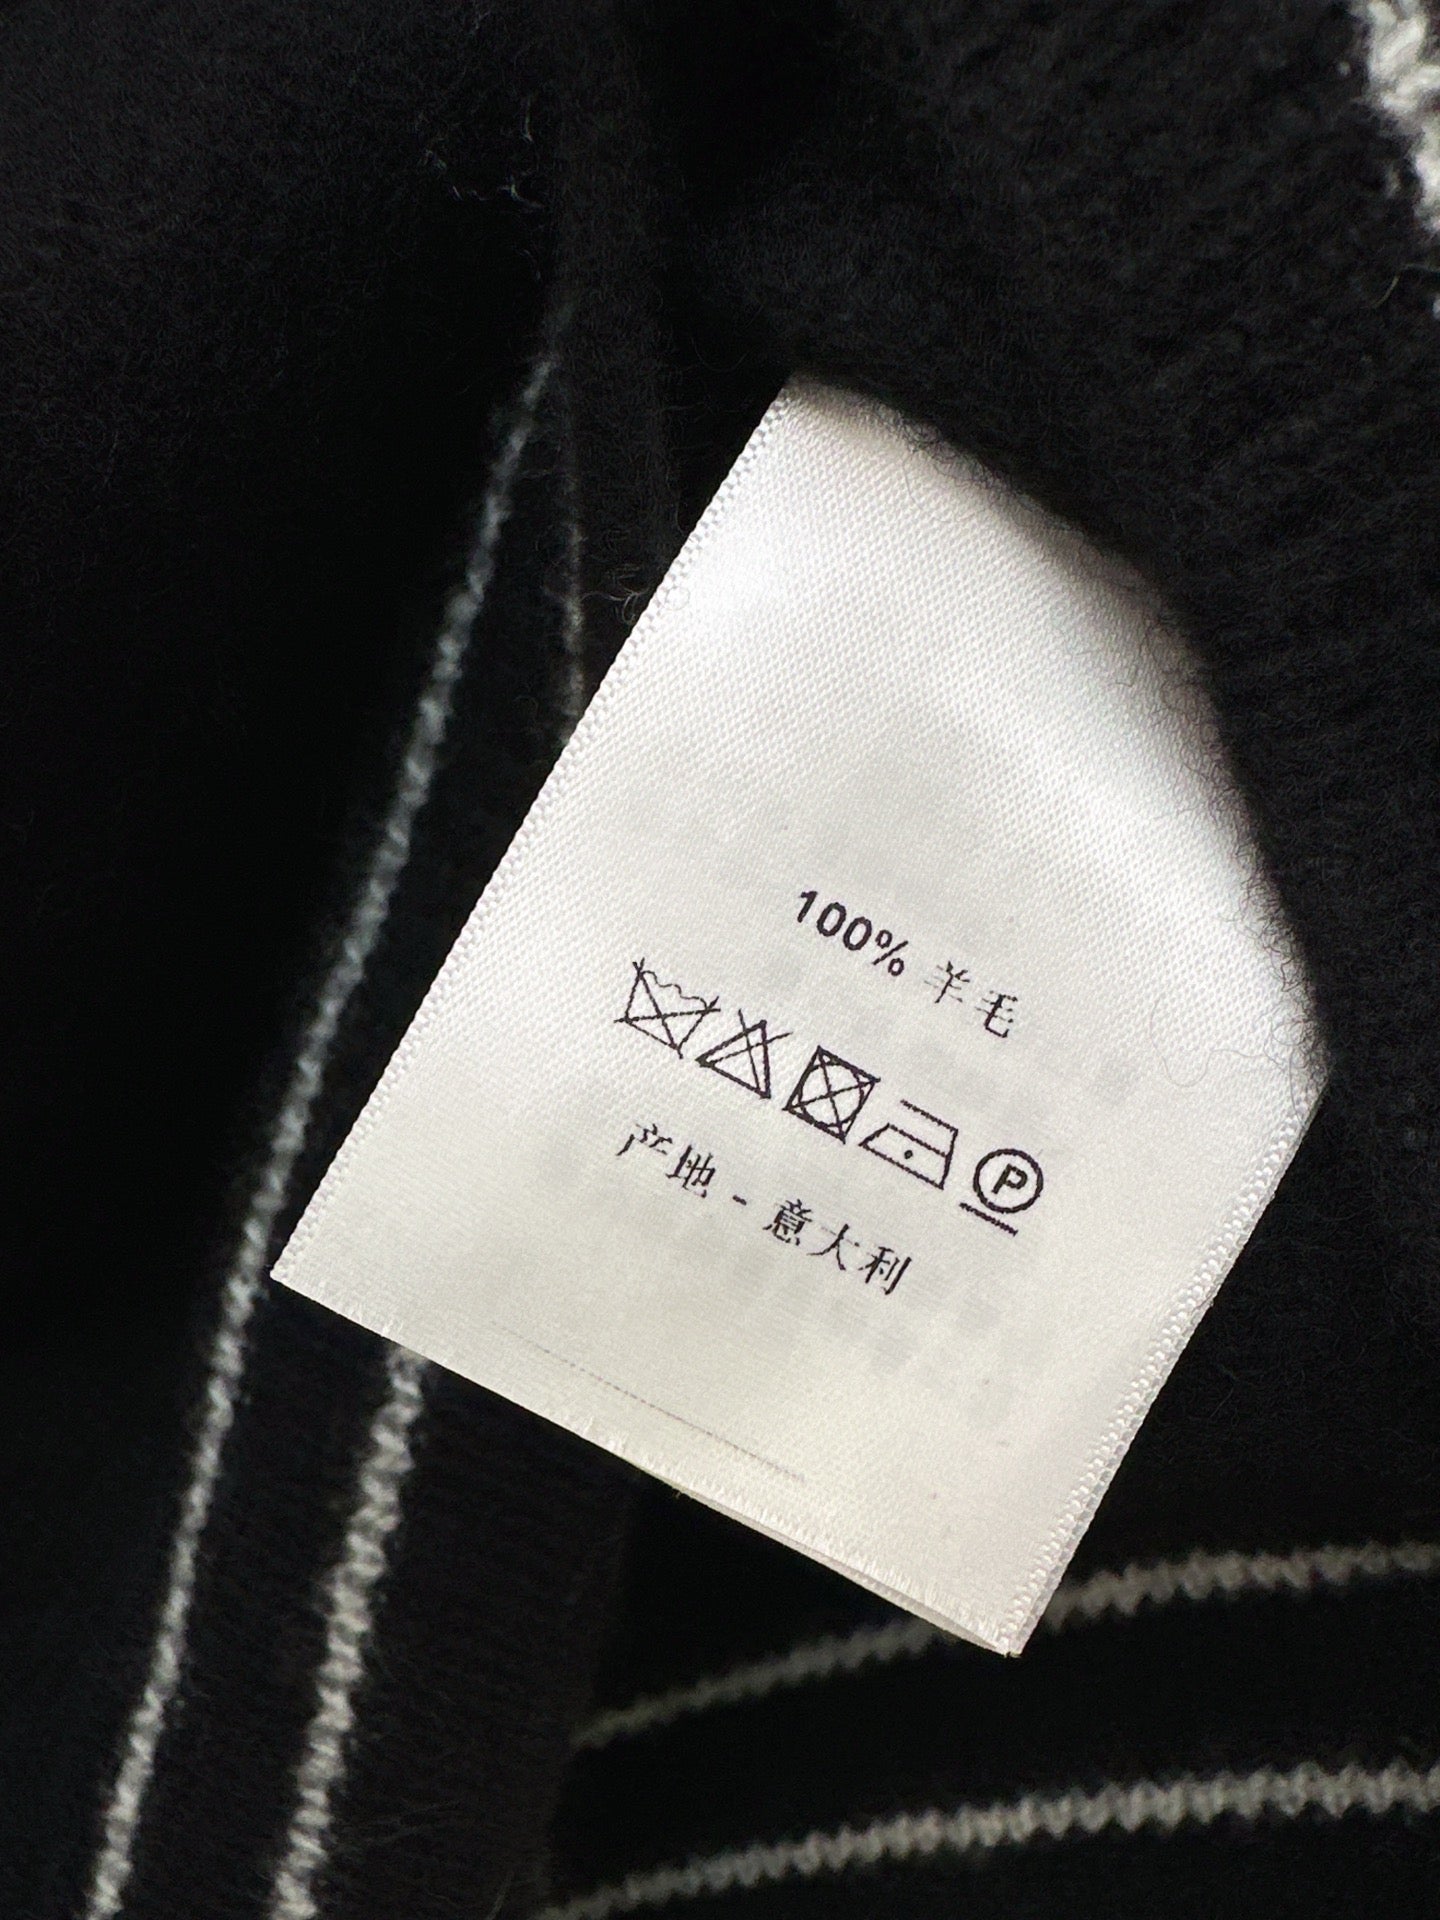 100% 羊毛
P
产地 - 意大利